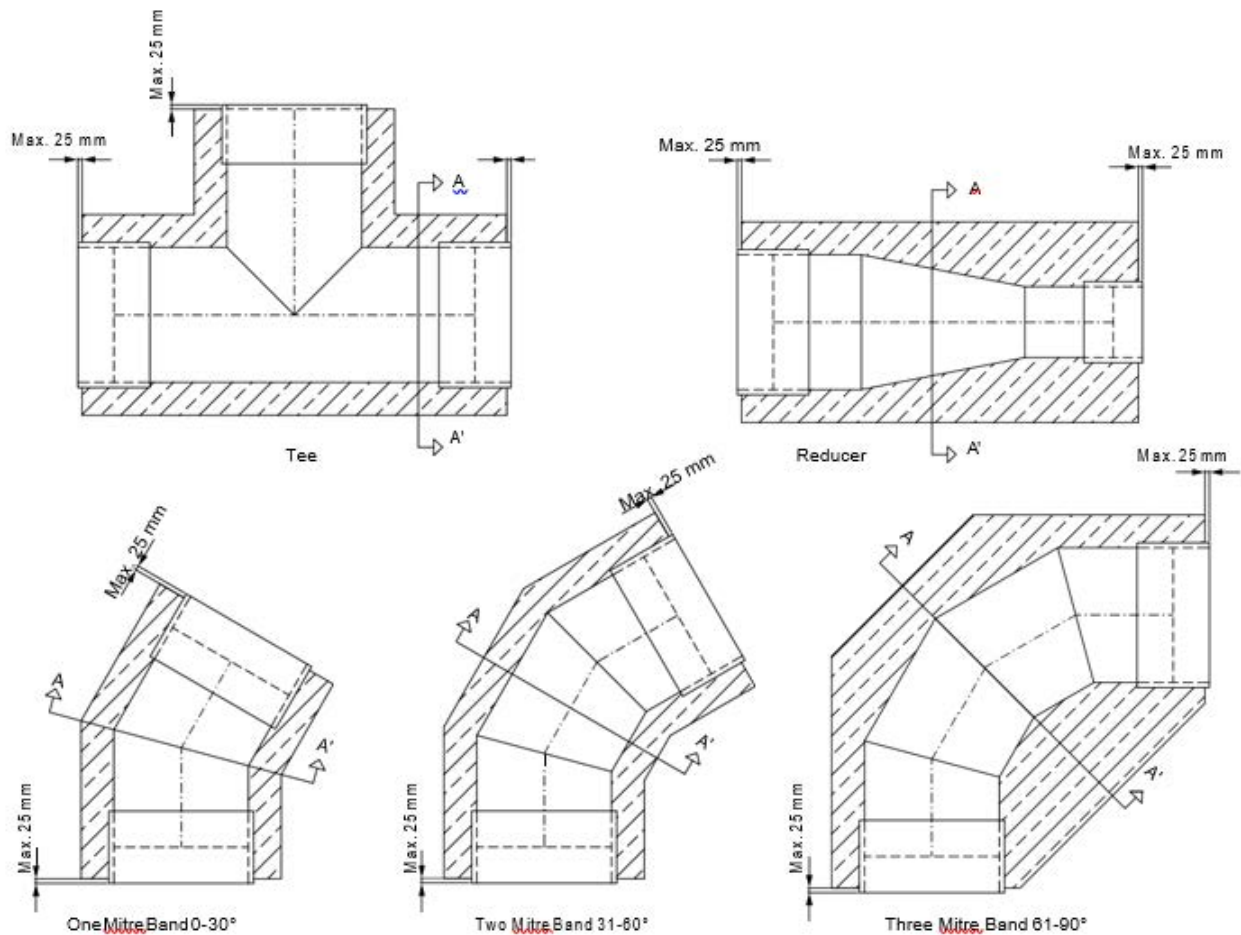 Max. 25 mm
Max. 25 mm
A
A'
Tee
Max. 25 mm
Max. 25 mm
A
A'
Reducer
Max. 25 mm
A
A'
Max. 25 mm
One Mitre Band 0-30°
Max. 25 mm
A
A'
Max. 25 mm
Two Mitre Band 31-60°
Max. 25 mm
A
A'
Max. 25 mm
Three Mitre Band 61-90°